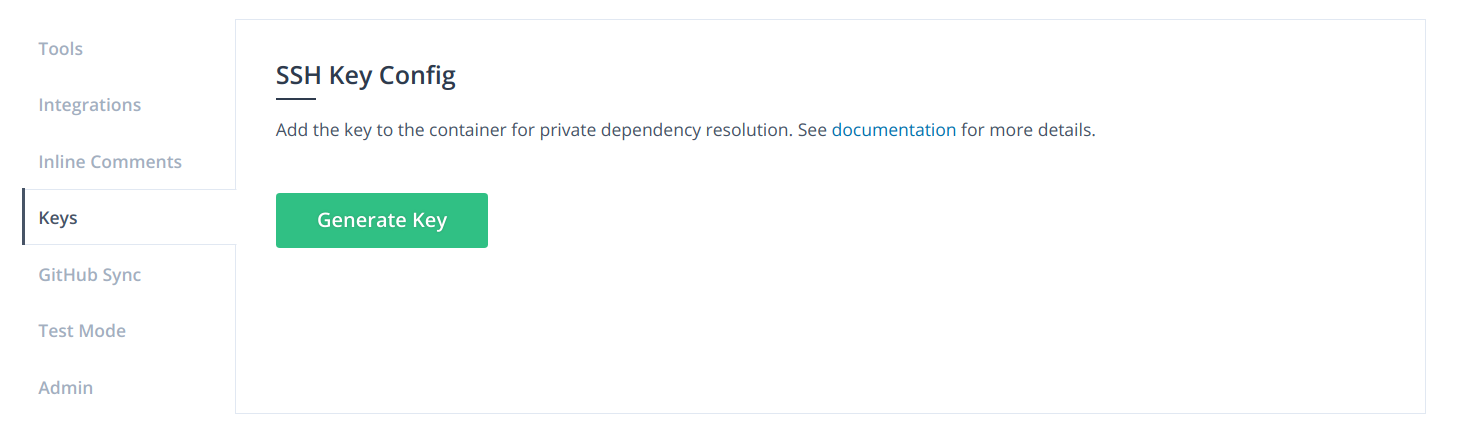 Tools
Integrations
Inline Comments
Keys
GitHub Sync
Test Mode
Admin
SSH Key Config
Add the key to the container for private dependency resolution. See documentation for more details.
Generate Key